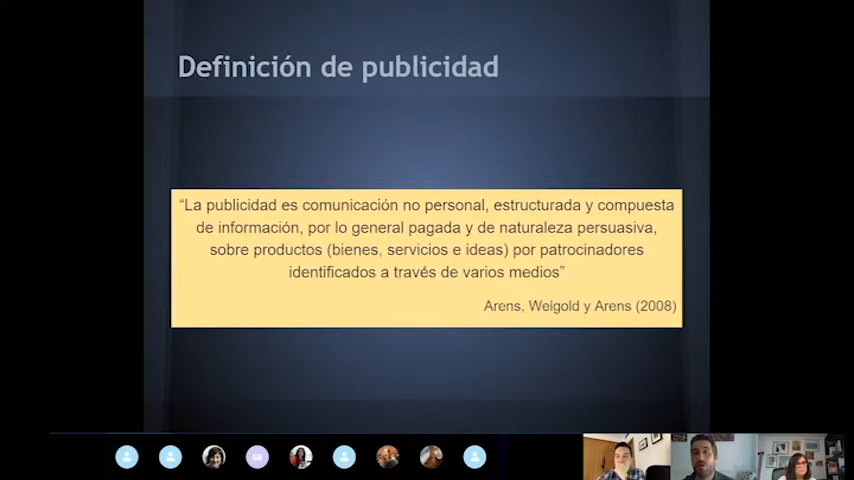 Definición de publicidad
“La publicidad es comunicación no personal, estructurada y compuesta
de información, por lo general pagada y de naturaleza persuasiva,
sobre productos (bienes, servicios e ideas) por patrocinadores
identificados a través de varios medios”
Arens, Weigold y Arens (2008)